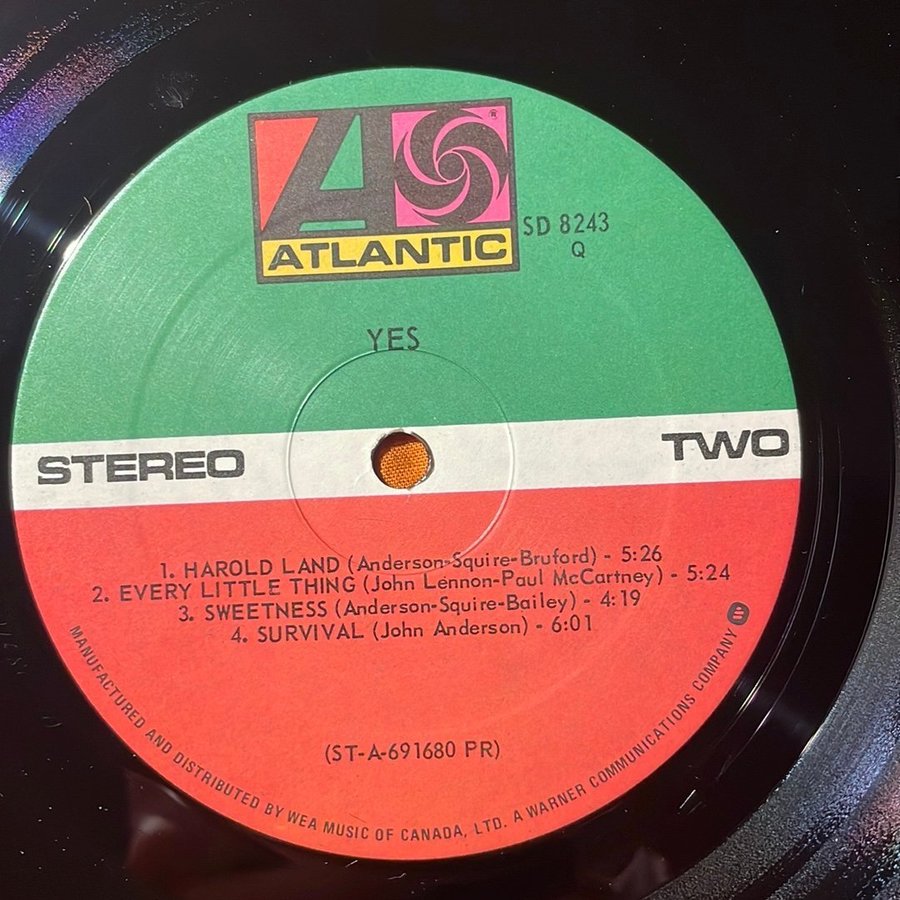 ATLANTIC
®
SD 8243
Q
YES
STEREO
TWO
1. HAROLD LAND (Anderson-Squire-Bruford) - 5:26
2. EVERY LITTLE THING (John Lennon-Paul McCartney) - 5:24
3. SWEETNESS (Anderson-Squire-Bailey) - 4:19
4. SURVIVAL (John Anderson) - 6:01
(ST-A-691680 PR)
MANUFACTURED AND DISTRIBUTED BY WEA MUSIC OF CANADA, LTD. A WARNER COMMUNICATIONS COMPANY